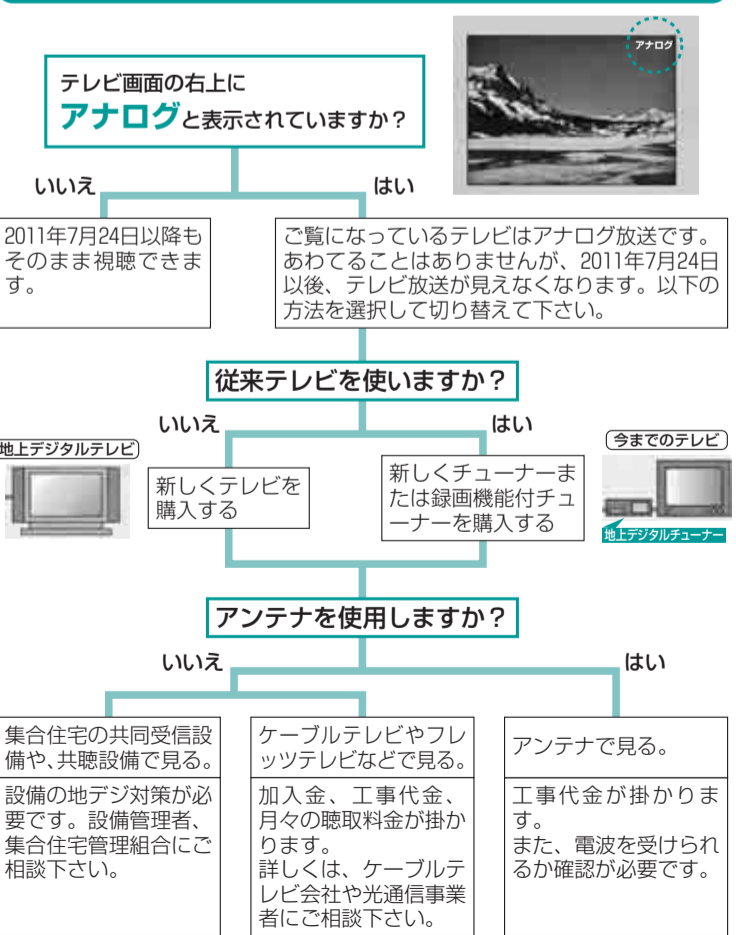 アナログ
テレビ画面の右上に
アナログと表示されていますか？
いいえ
はい
2011年7月24日以降も
そのまま視聴できま
す。
ご覧になっているテレビはアナログ放送です。
あわてることはありませんが、2011年7月24日
以後、テレビ放送が見えなくなります。以下の
方法を選択して切り替えて下さい。
従来テレビを使いますか？
いいえ
はい
地上デジタルテレビ
新しくテレビを
購入する
新しくチューナーま
たは録画機能付チュ
ーナーを購入する
今までのテレビ
地上デジタルチューナー
アンテナを使用しますか？
いいえ
はい
集合住宅の共同受信設
備や、共聴設備で見る。
設備の地デジ対策が必
要です。設備管理者、
集合住宅管理組合にご
相談下さい。
ケーブルテレビやフレ
ッツテレビなどで見る。
加入金、工事代金、
月々の聴取料金が掛か
ります。
詳しくは、ケーブルテ
レビ会社や光通信事業
者にご相談下さい。
アンテナで見る。
工事代金が掛かりま
す。
また、電波を受けられ
るか確認が必要です。